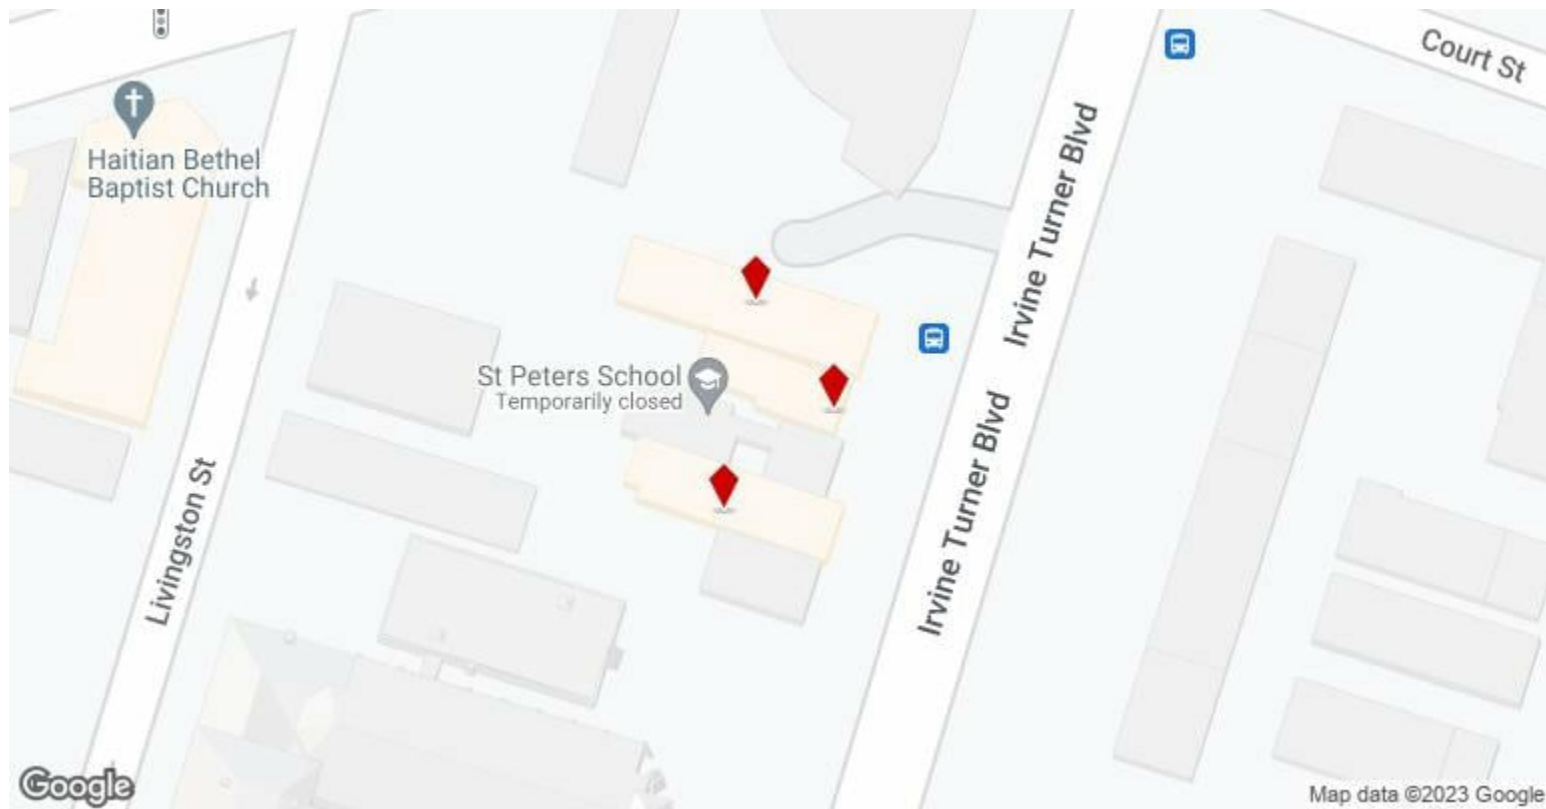 Court St
Irvine Turner Blvd
Haitian Bethel
Baptist Church
St Peters School
Temporarily closed
Irvine Turner Blvd
Livingston St
Google
Map data ©2023 Google